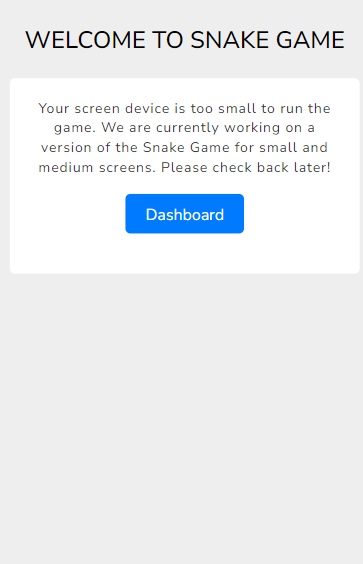 WELCOME TO SNAKE GAME
Your screen device is too small to run the
game. We are currently working on a
version of the Snake Game for small and
medium screens. Please check back later!
Dashboard